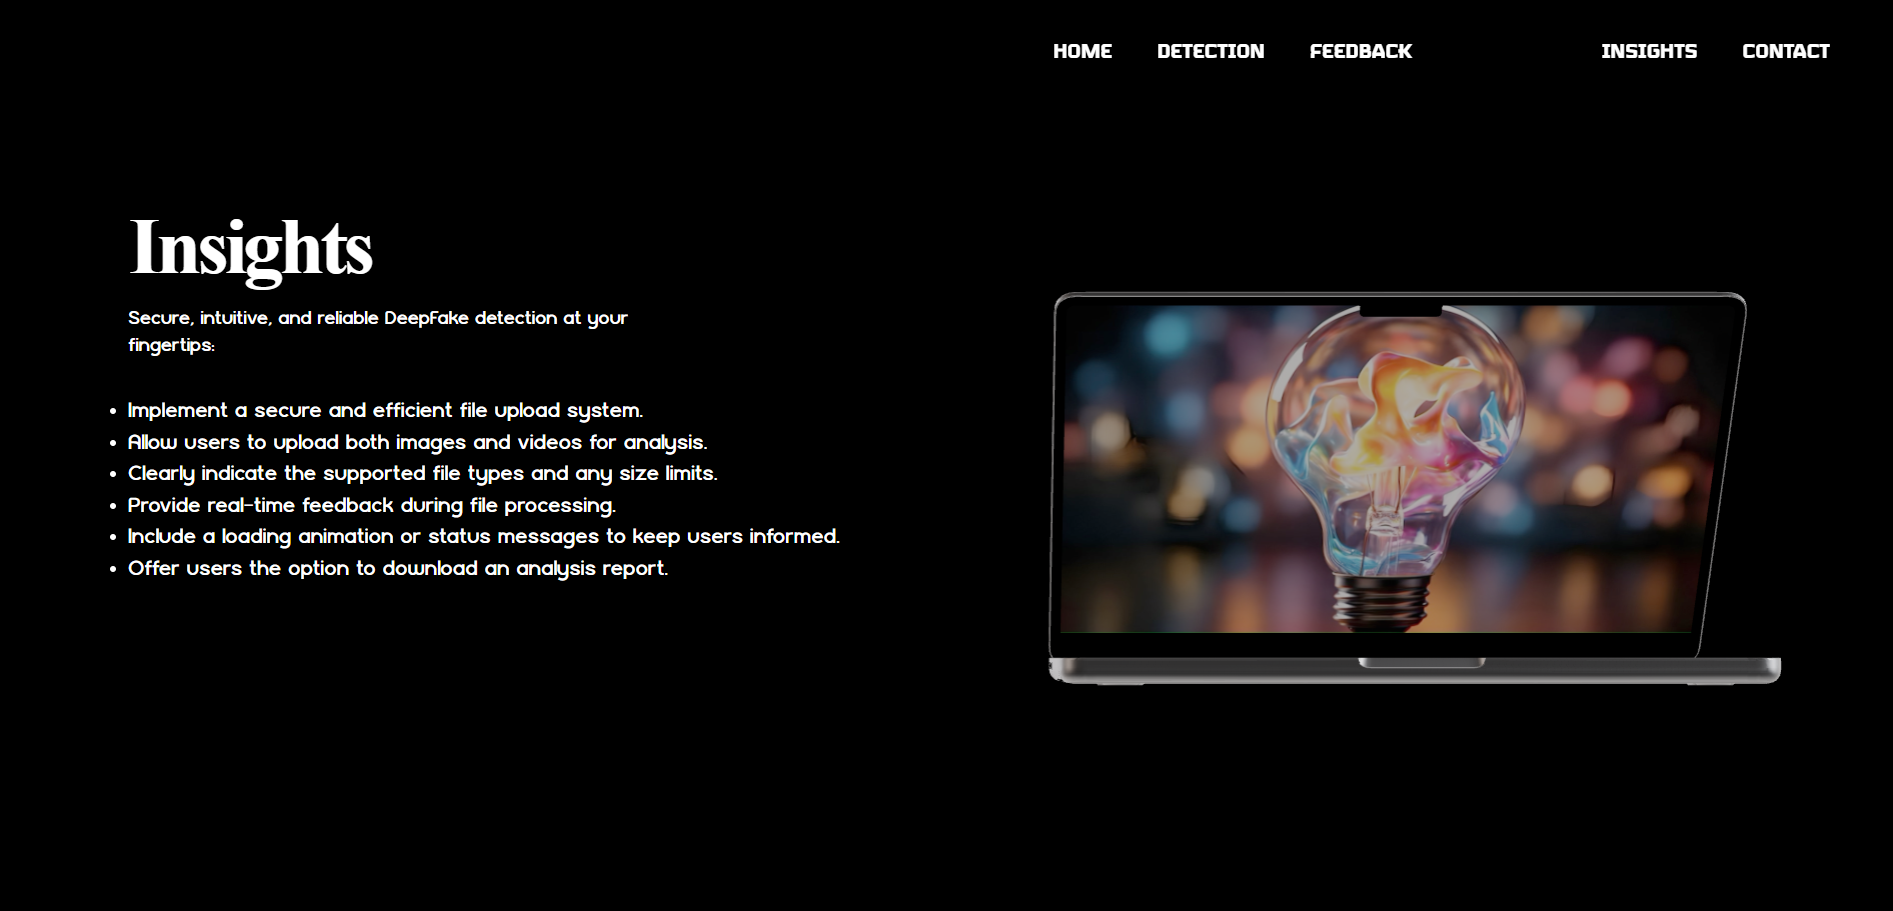 HOME DETECTION FEEDBACK INSIGHTS CONTACT
Insights
Secure, intuitive, and reliable DeepFake detection at your
fingertips:
• Implement a secure and efficient file upload system.
• Allow users to upload both images and videos for analysis.
• Clearly indicate the supported file types and any size limits.
• Provide real-time feedback during file processing.
• Include a loading animation or status messages to keep users informed.
• Offer users the option to download an analysis report.